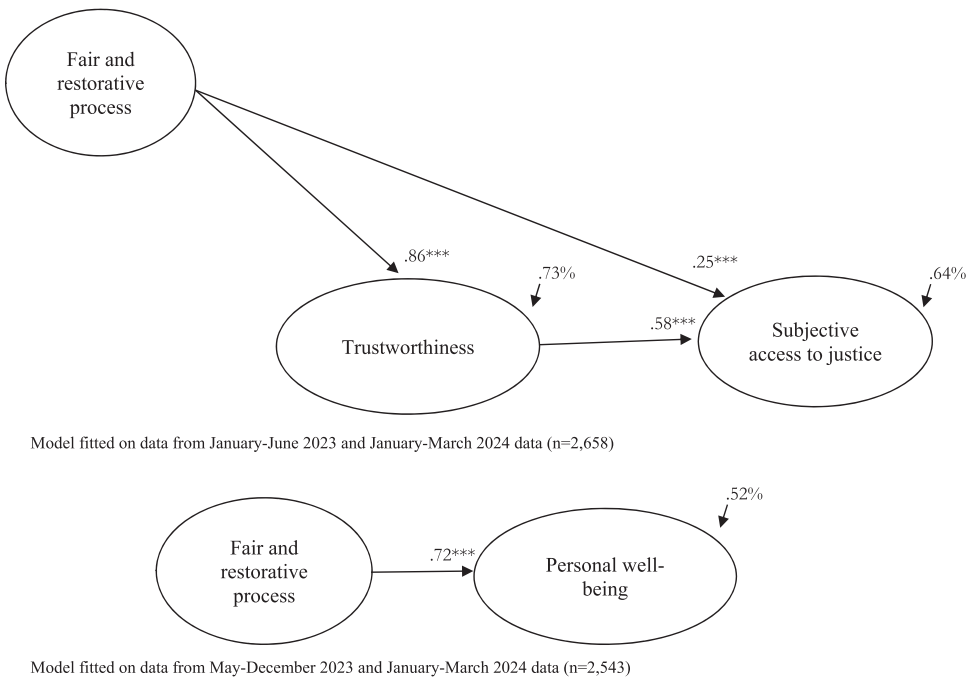 Fair and
restorative
process
.86***
.25***
.73%
.64%
.58***
Trustworthiness
Subjective
access to justice
Model fitted on data from January-June 2023 and January-March 2024 data (n=2,658)
.52%
Fair and
restorative
process
.72***
Personal well-
being
Model fitted on data from May-December 2023 and January-March 2024 data (n=2,543)